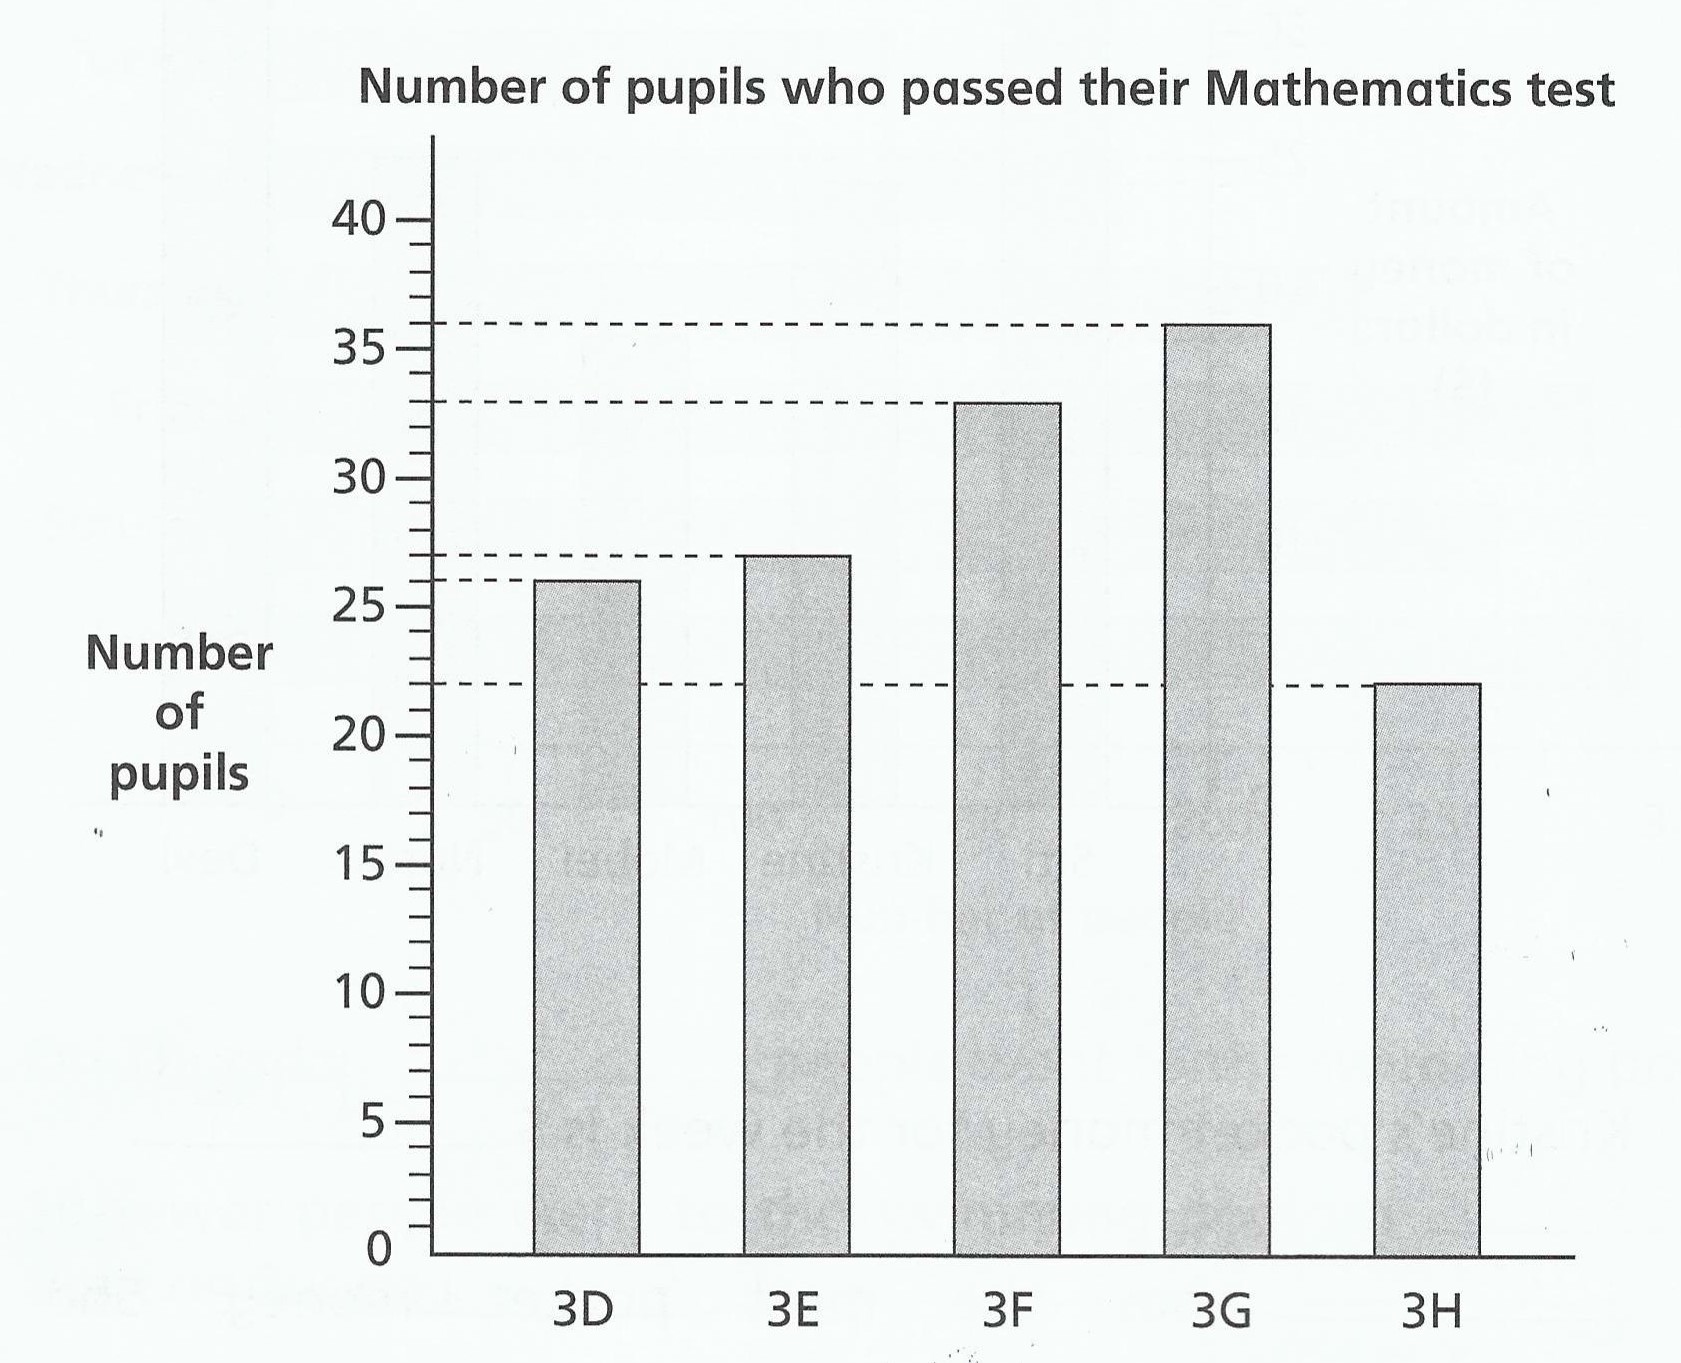 Number of pupils who passed their Mathematics test
40
35
30
25
20
15
10
5
0
Number
of
pupils
3D 3E 3F 3G 3H